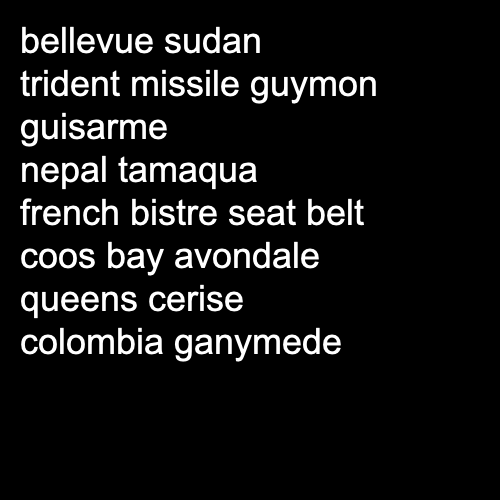 bellevue sudan
trident missile guymon
guisarme
nepal tamaqua
french bistre seat belt
coos bay avondale
queens cerise
colombia ganymede